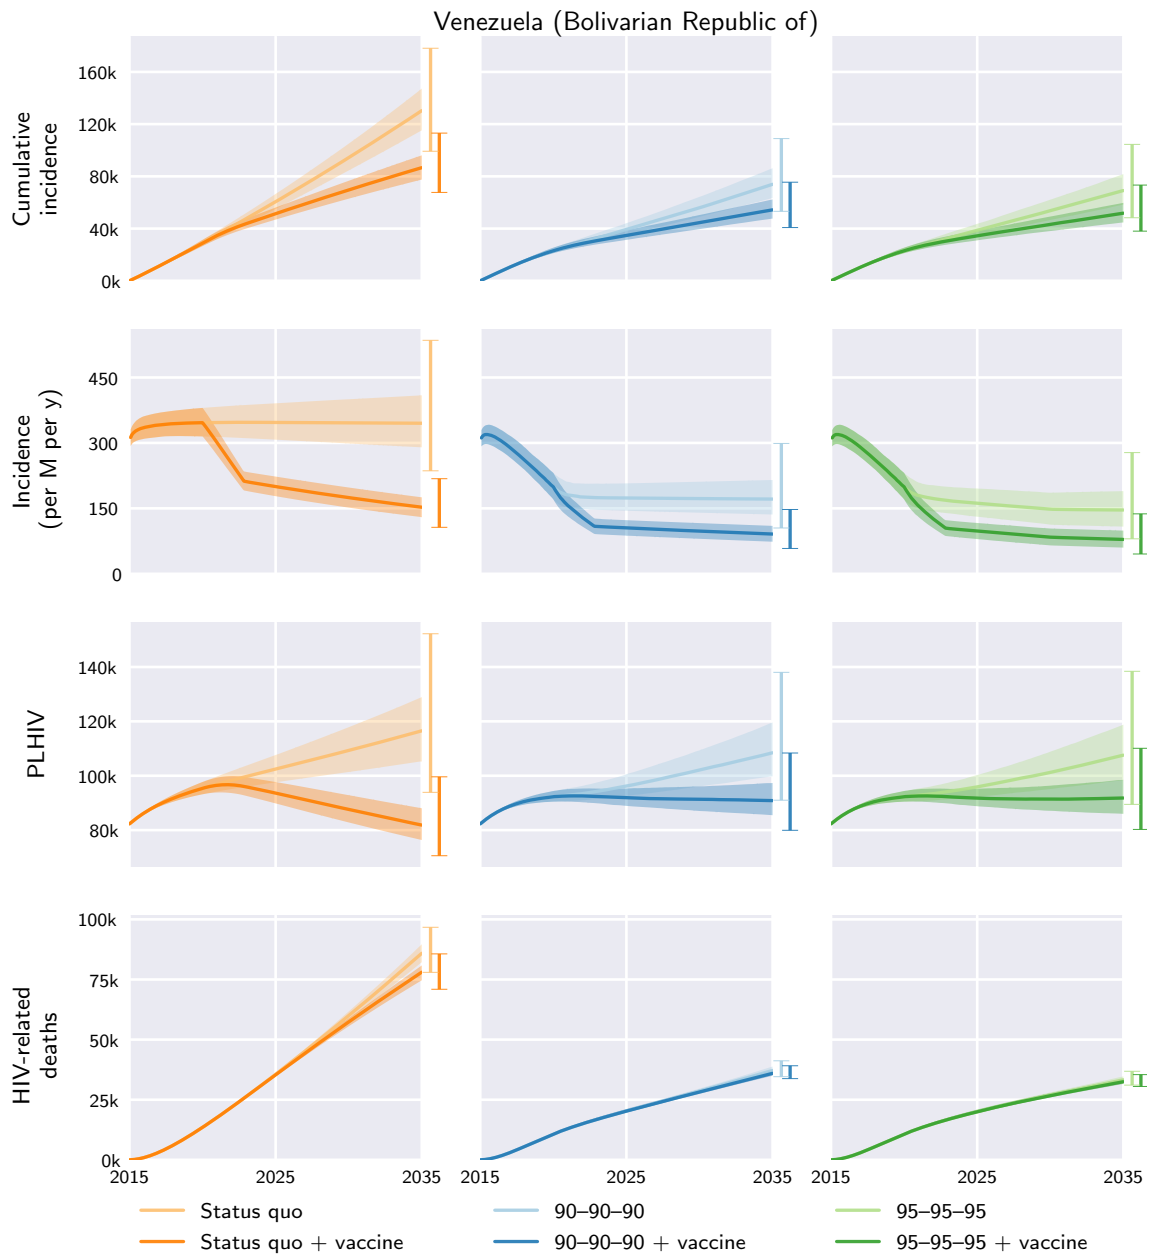 Venezuela (Bolivarian Republic of)
Cumulative
incidence
160k
120k
80k
40k
0k
Incidence
(per M per y)
450
300
150
0
PLHIV
140k
120k
100k
80k
HIV-related
deaths
100k
75k
50k
25k
0k
2015 2025 2035 2015 2025 2035 2015 2025 2035
Status quo 90–90–90 95–95–95
Status quo + vaccine 90–90–90 + vaccine 95–95–95 + vaccine